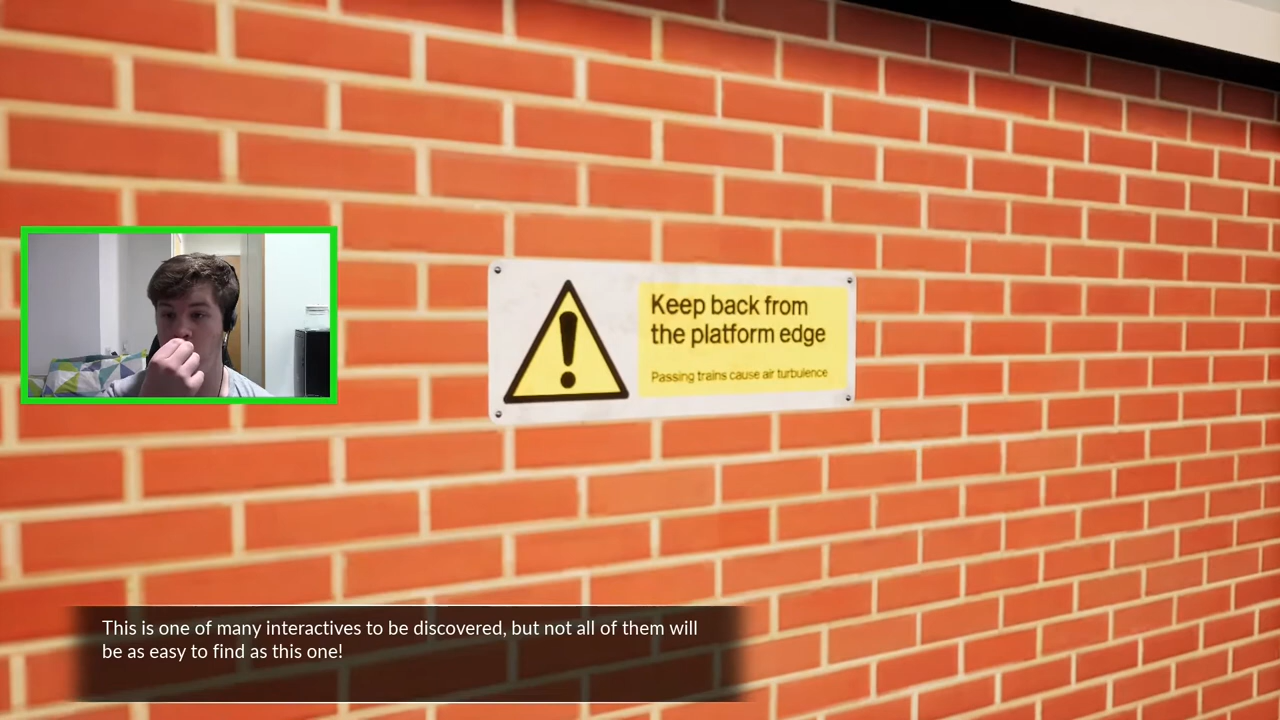 Keep back from
the platform edge
Passing trains cause air turbulence
This is one of many interactives to be discovered, but not all of them will
be as easy to find as this one!